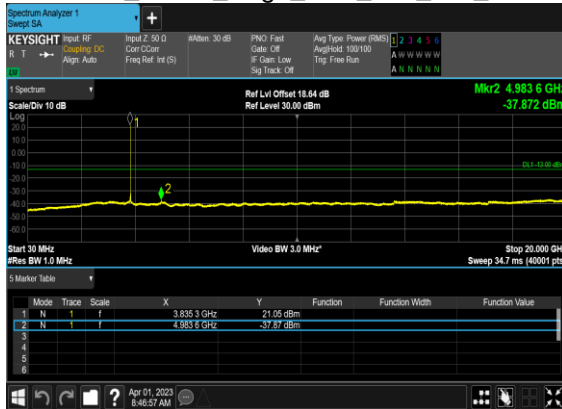 Spectrum Analyzer 1
Swept SA
+
KEYSIGHT Input: RF Input Z: 50 Ω #Atten: 30 dB PNO: Fast Avg Type: Power (RMS) 1 2 3 4 5 6
R T Coupling: DC Corr CCorr Gate: Off Avg|Hold: 100/100 A W W W W W
Align: Auto Freq Ref: Int (S) IF Gain: Low Trig: Free Run
Sig Track: Off A N N N N N
1 Spectrum Ref Lvl Offset 18.64 dB Mkr2 4.983 6 GHz
Scale/Div 10 dB Ref Level 30.00 dBm -37.872 dBm
Log
20.0
10.0
0.00
-10.0
-20.0
-30.0
-40.0
-50.0
-60.0
1
2
DL1 -13.00 dBm
Start 30 MHz Video BW 3.0 MHz* Stop 20.000 GHz
#Res BW 1.0 MHz Sweep 34.7 ms (40001 pts)
5 Marker Table
Mode Trace Scale X Y Function Function Width Function Value
1 N 1 f 3.835 3 GHz 21.05 dBm
2 N 1 f 4.983 6 GHz -37.87 dBm
3
4
5
6
? Apr 01, 2023
8:46:57 AM